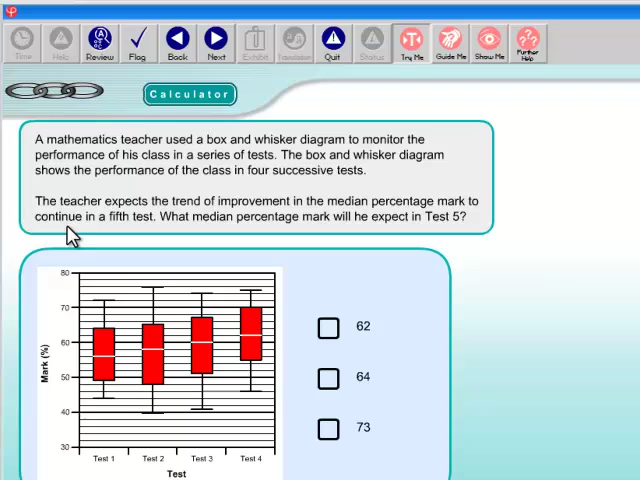 Time
Help
Review
Flag
Back
Next
Exhibit
Translation
Quit
Status
Try Me
Guide Me
Show Me
Further Help
Calculator
A mathematics teacher used a box and whisker diagram to monitor the
performance of his class in a series of tests. The box and whisker diagram
shows the performance of the class in four successive tests.
The teacher expects the trend of improvement in the median percentage mark to
continue in a fifth test. What median percentage mark will he expect in Test 5?
80
70
60
50
40
30
Mark (%)
Test 1
Test 2
Test 3
Test 4
Test
62
64
73